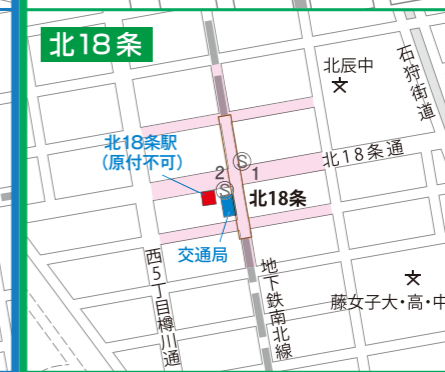 北18条
北辰中
石狩街道
北18条駅
(原付不可)
2
Ⓢ
1
北18条通
Ⓢ
北18条
交通局
西5丁目樽川通
地下鉄南北線
藤女子大・高・中